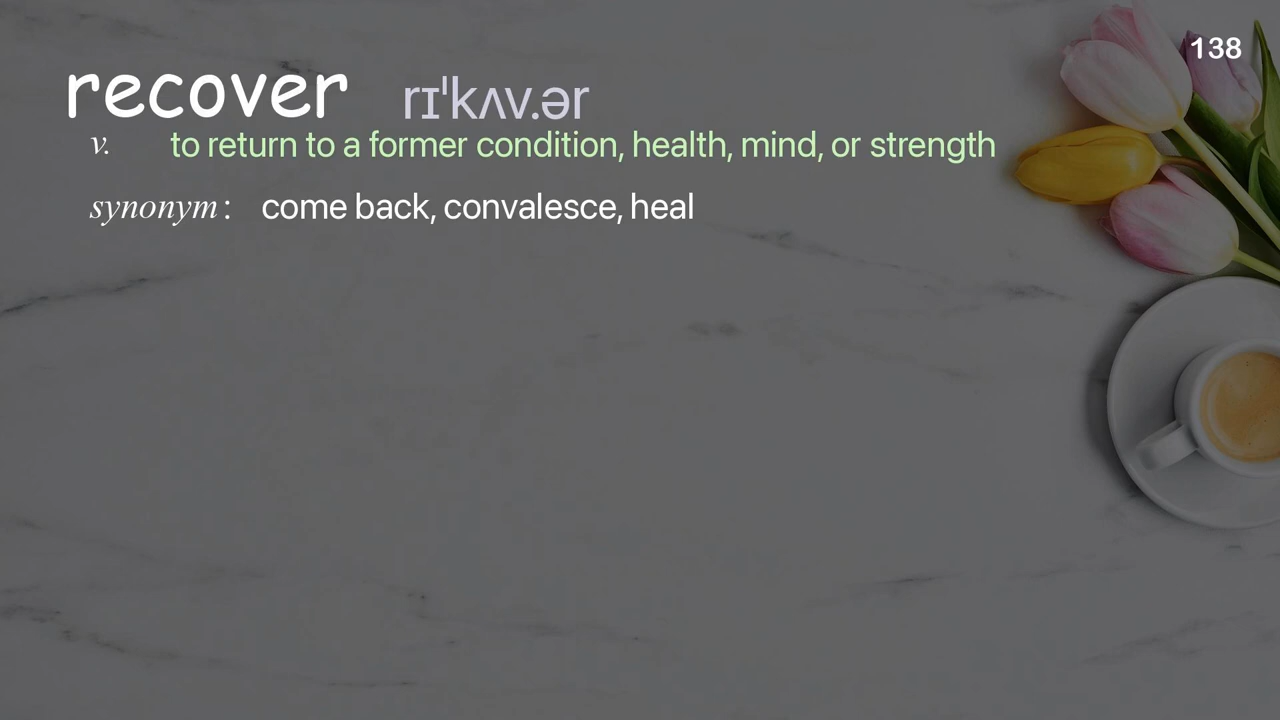 138
recover rɪˈkʌv.ər
v. to return to a former condition, health, mind, or strength
synonym : come back, convalesce, heal